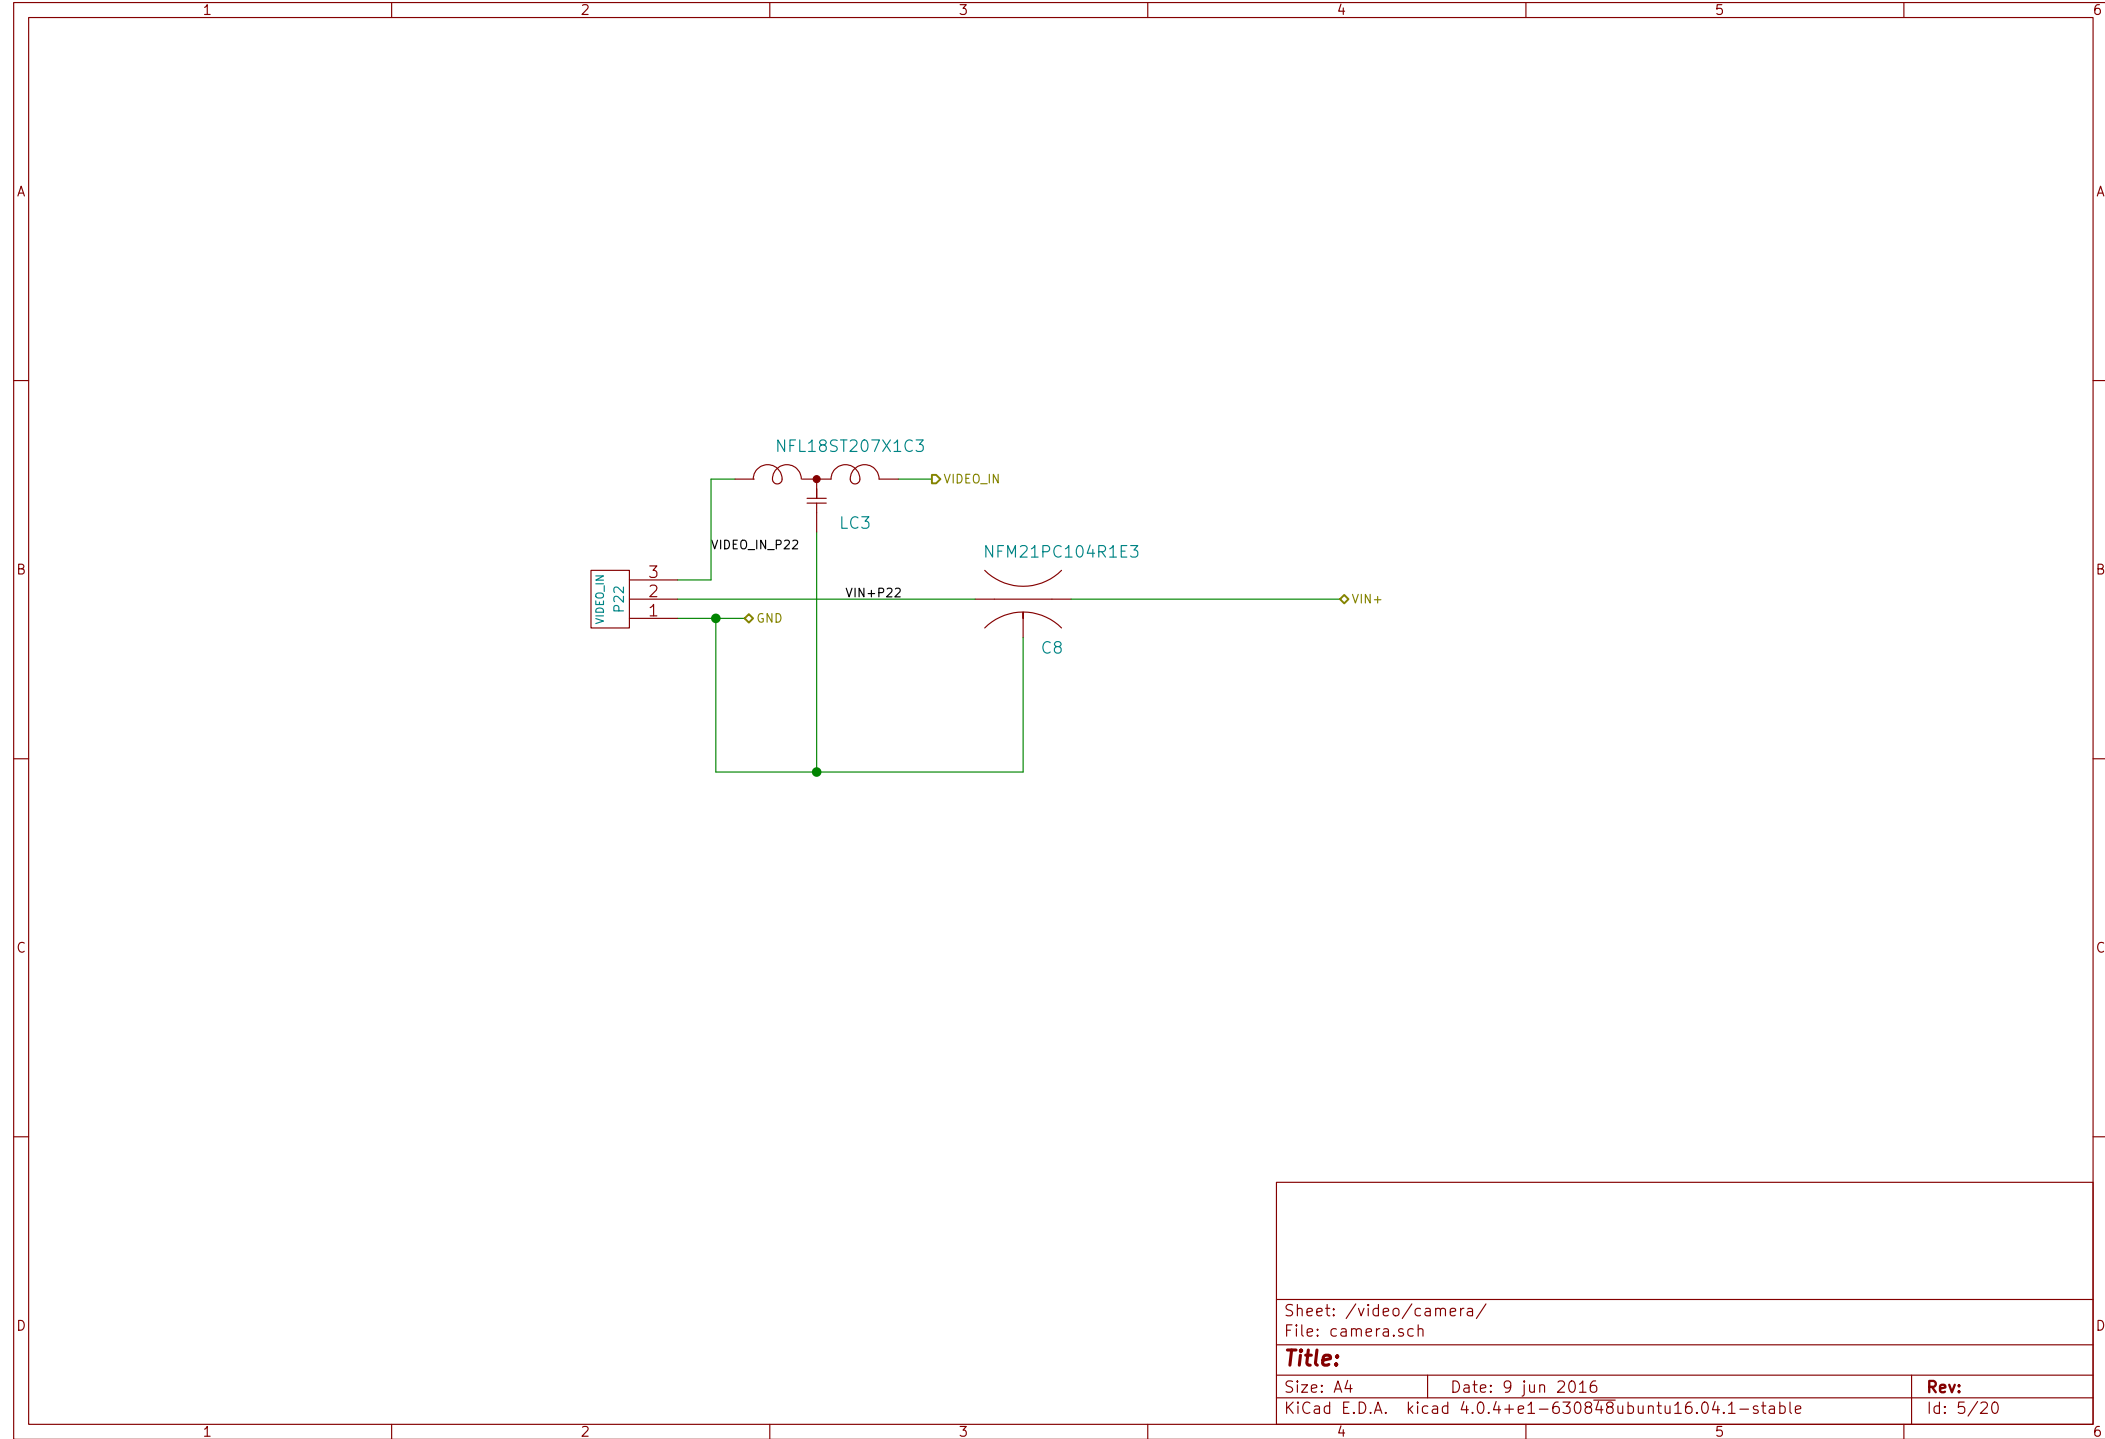 1 2 3 4 5 6
A A
NFL18ST207X1C3
VIDEO_IN
LC3
VIDEO_IN_P22
NFM21PC104R1E3
B B
VIDEO_IN
P22
3
2
1
VIN+P22
VIN+
GND
C8
C C
Sheet: /video/camera/
File: camera.sch
D D
Title:
Size: A4 Date: 9 jun 2016 Rev:
KiCad E.D.A. kicad 4.0.4+e1-630848ubuntu16.04.1-stable Id: 5/20
1 2 3 4 5 6